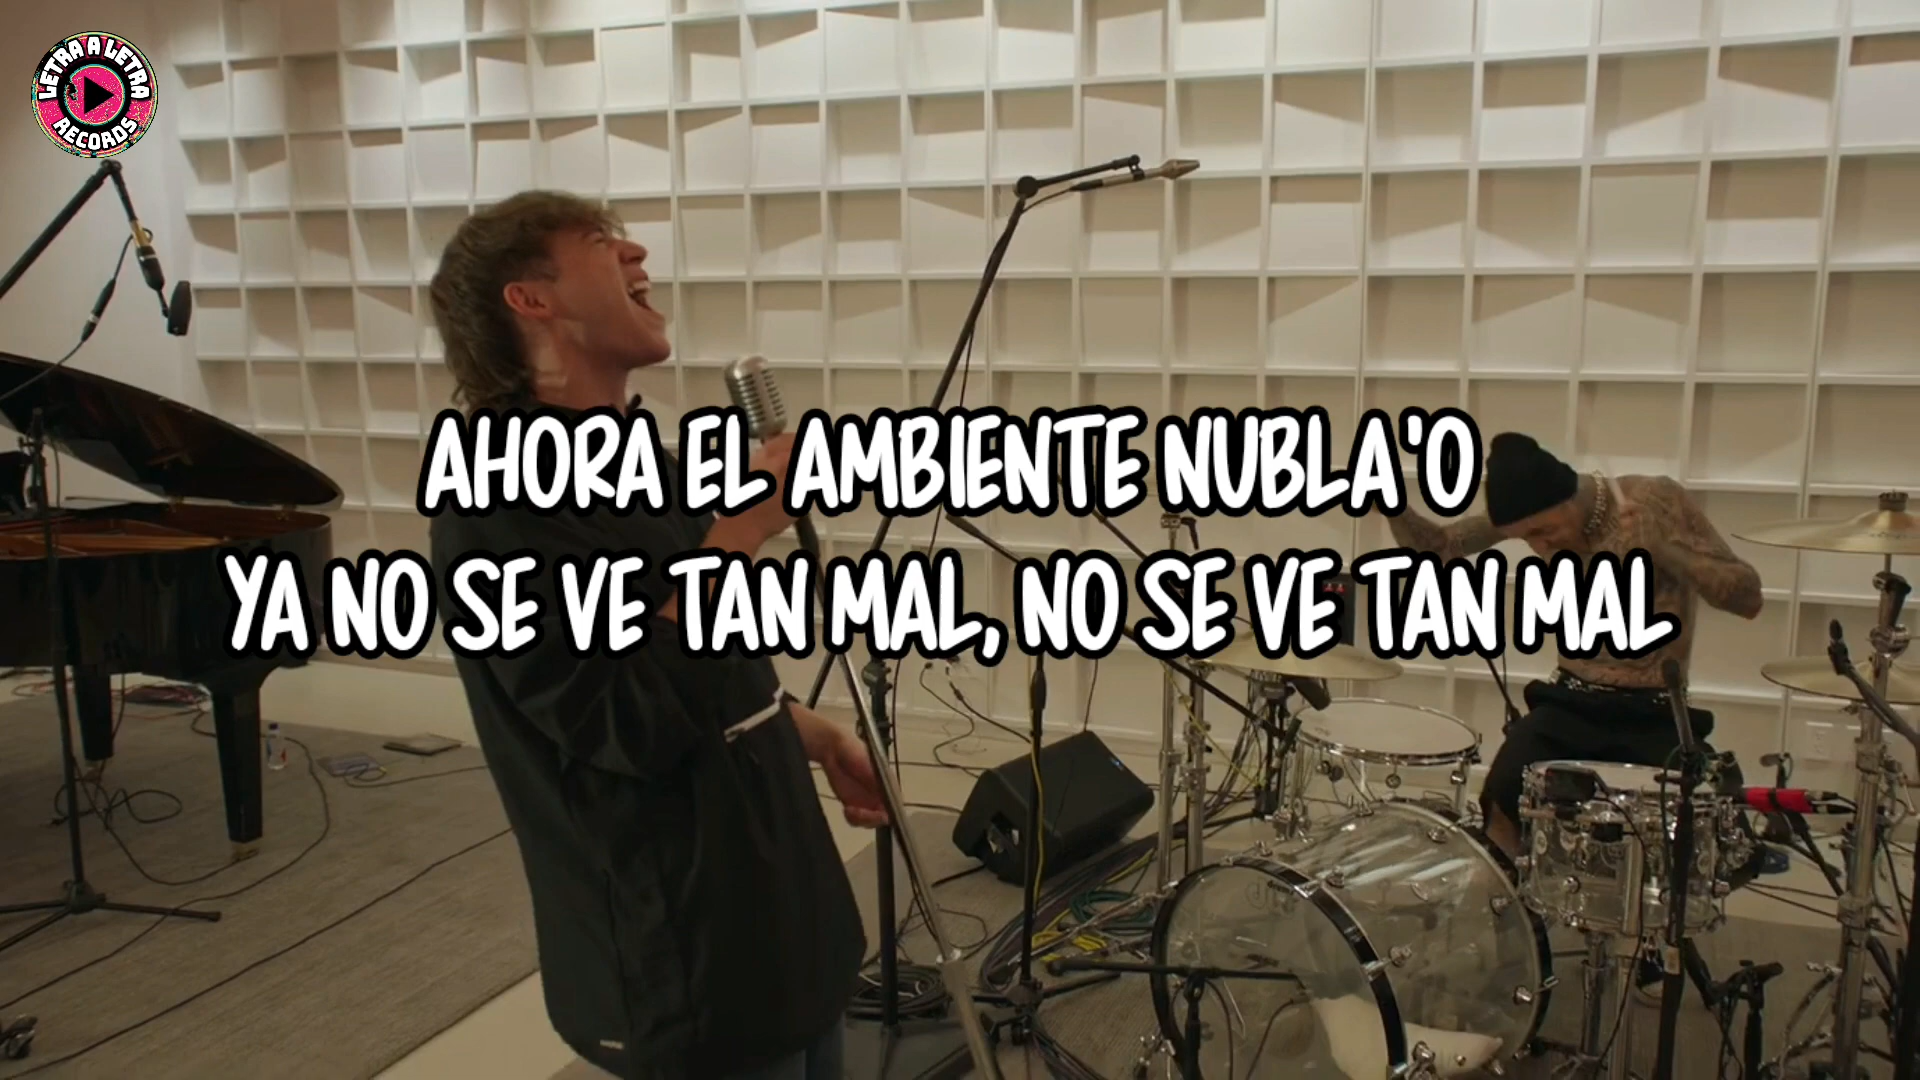 LETRA A LETRA
RECORDS
AHORA EL AMBIENTE NUBLA'O
YA NO SE VE TAN MAL, NO SE VE TAN MAL